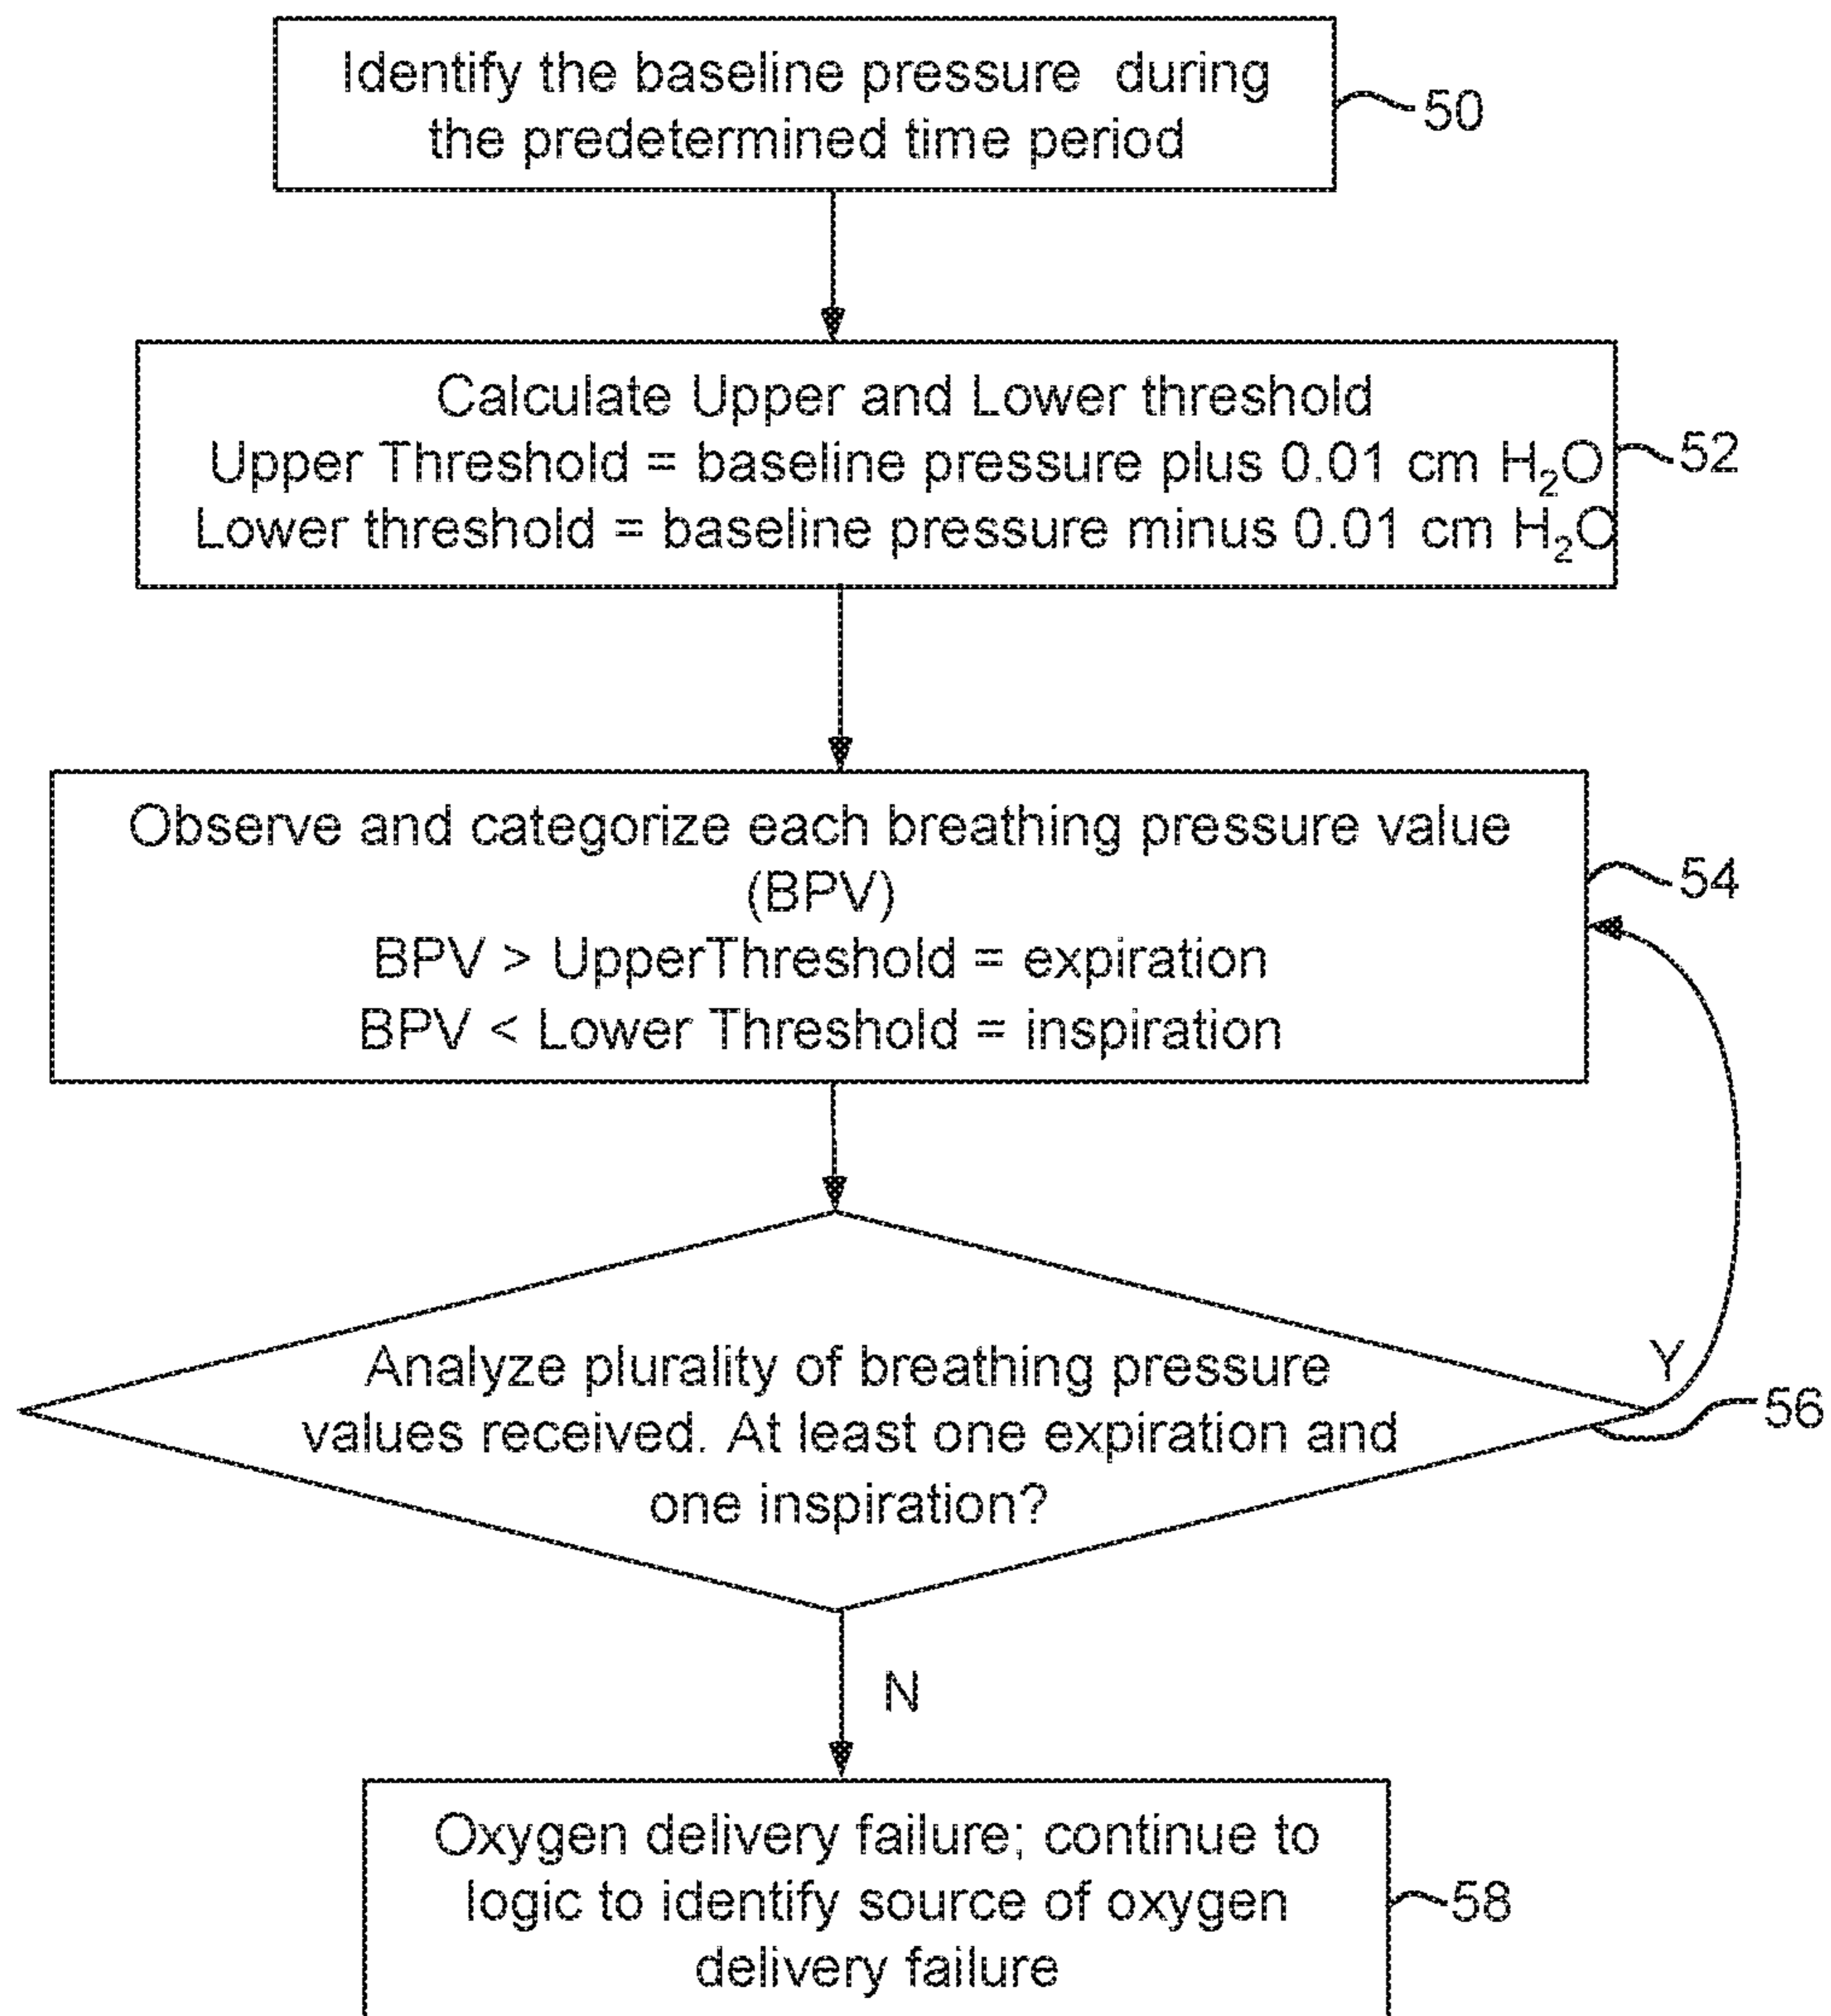 Identify the baseline pressure during
the predetermined time period
50
Calculate Upper and Lower threshold
Upper Threshold = baseline pressure plus 0.01 cm H₂O
Lower threshold = baseline pressure minus 0.01 cm H₂O
52
Observe and categorize each breathing pressure value
(BPV)
BPV > UpperThreshold = expiration
BPV < Lower Threshold = inspiration
54
Analyze plurality of breathing pressure
values received. At least one expiration and
one inspiration?
Y
56
N
Oxygen delivery failure; continue to
logic to identify source of oxygen
delivery failure
58